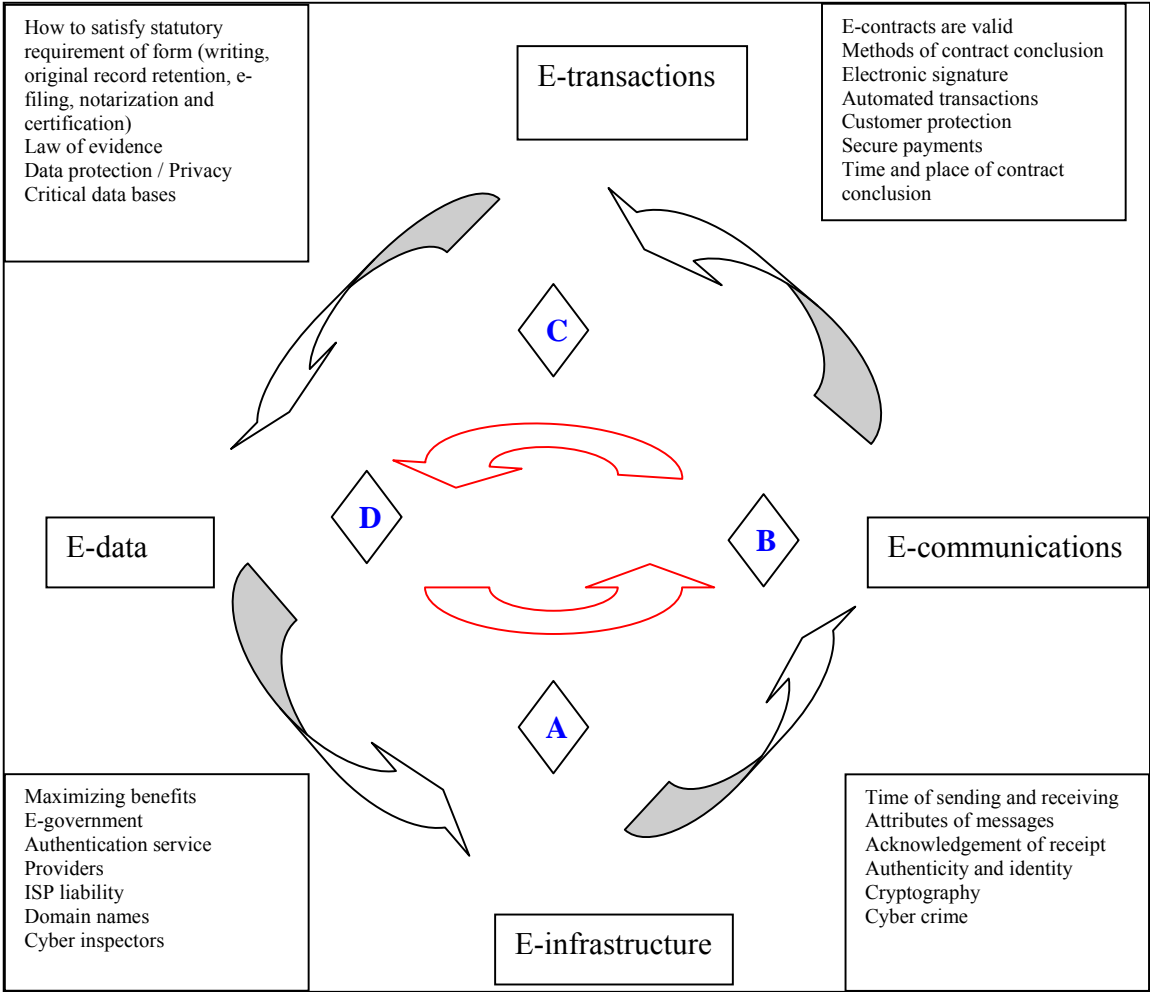 How to satisfy statutory
requirement of form (writing,
original record retention, e-
filing, notarization and
certification)
Law of evidence
Data protection / Privacy
Critical data bases
E-transactions
E-contracts are valid
Methods of contract conclusion
Electronic signature
Automated transactions
Customer protection
Secure payments
Time and place of contract
conclusion
C
D
B
E-data
E-communications
A
Maximizing benefits
E-government
Authentication service
Providers
ISP liability
Domain names
Cyber inspectors
E-infrastructure
Time of sending and receiving
Attributes of messages
Acknowledgement of receipt
Authenticity and identity
Cryptography
Cyber crime